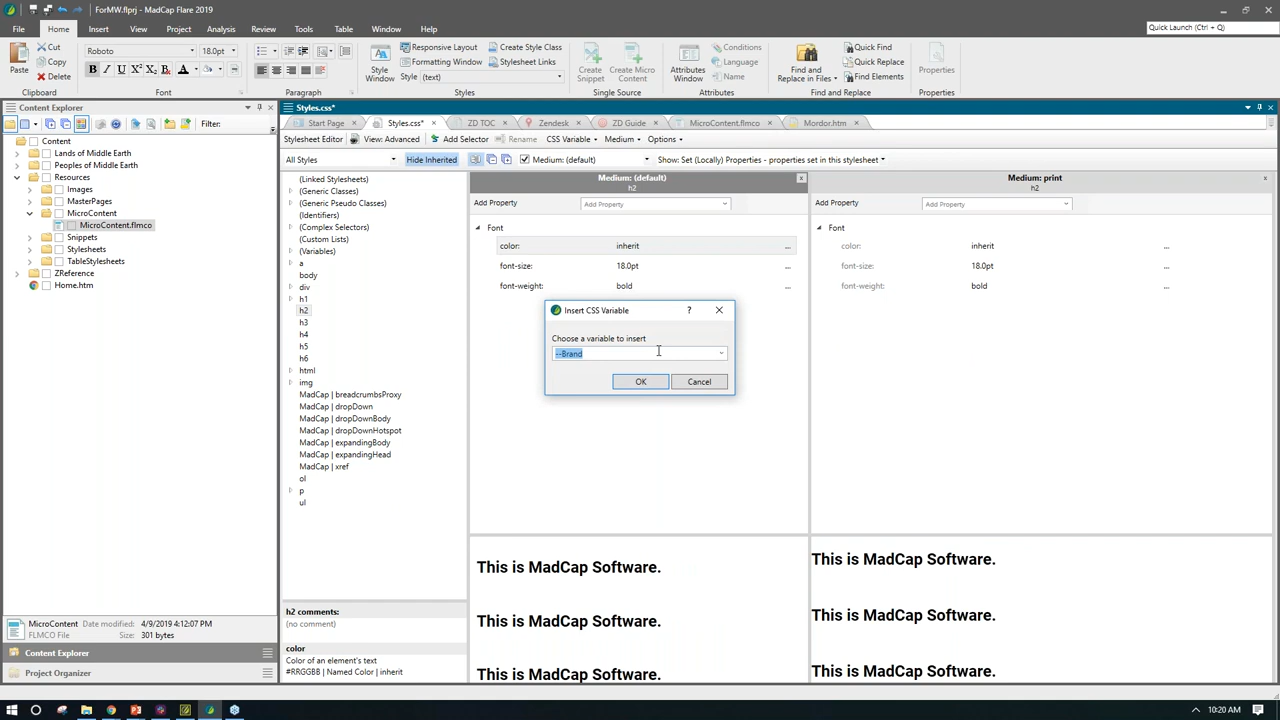 ForMW.flprj - MadCap Flare 2019
File Home Insert View Project Analysis Review Tools Table Window Help
Quick Launch (Ctrl + Q)
Paste
Cut
Copy
Delete
Clipboard
Roboto 18.0pt
B I U X₂ X² A
Font
Paragraph
Style Window
Responsive Layout
Formatting Window
Style (text)
Create Style Class
Stylesheet Links
Styles
Create Snippet
Create Micro Content
Single Source
Attributes Window
Conditions
Language
Name
Attributes
Find and Replace in Files
Quick Find
Quick Replace
Find Elements
Find and Replace
Properties
Properties
Content Explorer
Filter:
Content
Lands of Middle Earth
Peoples of Middle Earth
Resources
Images
MasterPages
MicroContent
MicroContent.flmco
Snippets
Stylesheets
TableStylesheets
ZReference
Home.htm
MicroContent Date modified: 4/9/2019 4:12:07 PM
FLMCO File Size: 301 bytes
Content Explorer
Project Organizer
Styles.css*
Start Page Styles.css* ZD TOC Zendesk ZD Guide MicroContent.flmco Mordor.htm
Stylesheet Editor View: Advanced Add Selector Rename CSS Variable Medium Options
All Styles Hide Inherited Medium: (default) Show: Set (Locally) Properties - properties set in this stylesheet
(Linked Stylesheets)
(Generic Classes)
(Generic Pseudo Classes)
(Identifiers)
(Complex Selectors)
(Custom Lists)
(Variables)
a
body
div
h1
h2
h3
h4
h5
h6
html
img
MadCap | breadcrumbsProxy
MadCap | dropDown
MadCap | dropDownBody
MadCap | dropDownHotspot
MadCap | expandingBody
MadCap | expandingHead
MadCap | xref
ol
p
ul
h2 comments:
(no comment)
color
Color of an element's text
#RRGGBB | Named Color | inherit
Medium: (default)
h2
Add Property Add Property
Font
color: inherit ...
font-size: 18.0pt ...
font-weight: bold ...
Insert CSS Variable ?
Choose a variable to insert
--Brand
OK Cancel
This is MadCap Software.
This is MadCap Software.
This is MadCap Software.
Medium: print
h2
Add Property Add Property
Font
color: inherit ...
font-size: 18.0pt ...
font-weight: bold ...
This is MadCap Software.
This is MadCap Software.
This is MadCap Software.
10:20 AM